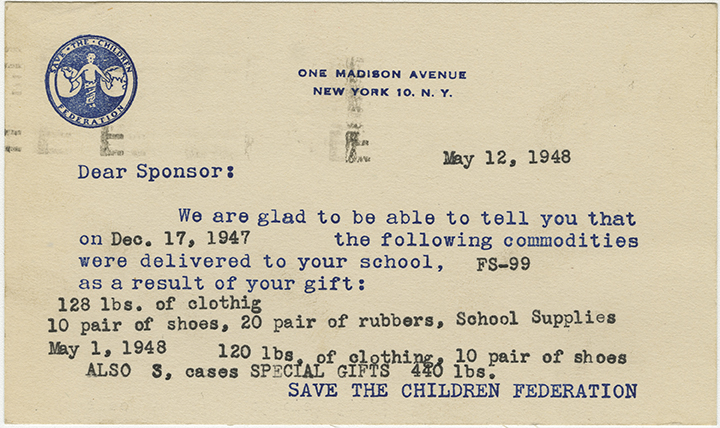 SAVE • THE • CHILDREN
FEDERATION
ONE MADISON AVENUE
NEW YORK 10. N. Y.
May 12, 1948
Dear Sponsor:
We are glad to be able to tell you that
on Dec. 17, 1947 the following commodities
were delivered to your school, FS-99
as a result of your gift:
128 lbs. of clothig
10 pair of shoes, 20 pair of rubbers, School Supplies
May 1, 1948 120 lbs, of clothing, 10 pair of shoes
ALSO 3, cases SPECIAL GIFTS 440 lbs.
SAVE THE CHILDREN FEDERATION